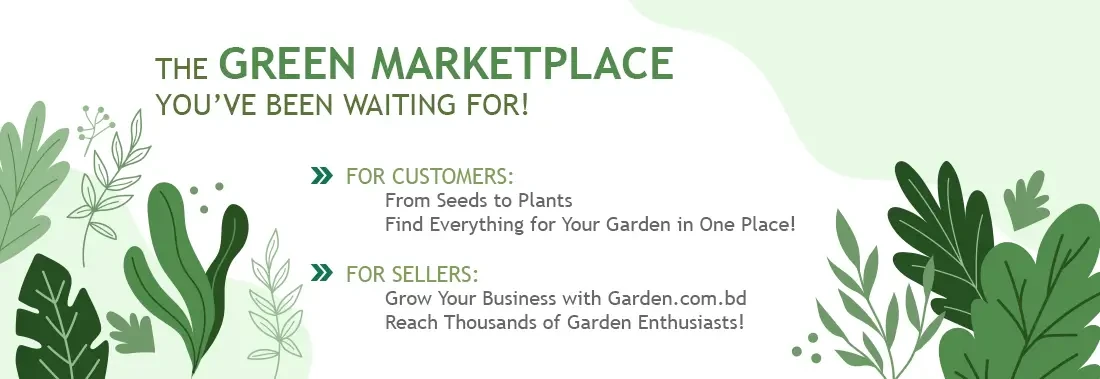 THE GREEN MARKETPLACE
YOU'VE BEEN WAITING FOR!
FOR CUSTOMERS:
From Seeds to Plants
Find Everything for Your Garden in One Place!
FOR SELLERS:
Grow Your Business with Garden.com.bd
Reach Thousands of Garden Enthusiasts!